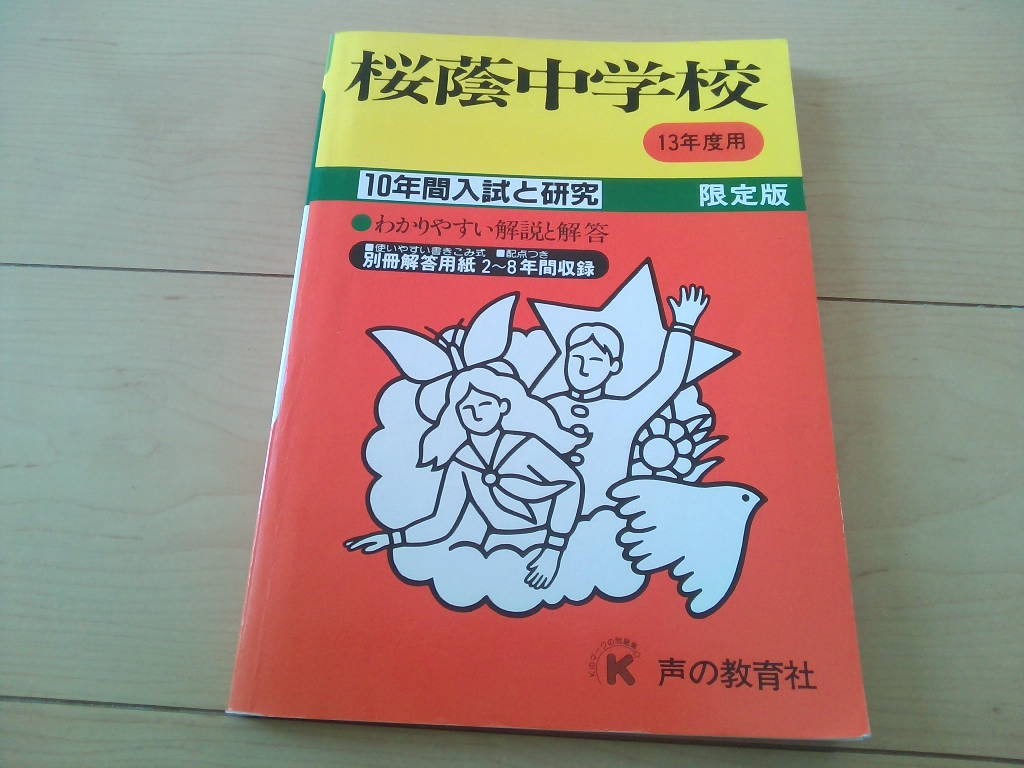 桜蔭中学校
13年度用
10年間入試と研究
限定版
●わかりやすい解説と解答
■使いやすい書きこみ式 ■配点つき
別冊解答用紙 2〜8年間収録
K
声の教育社